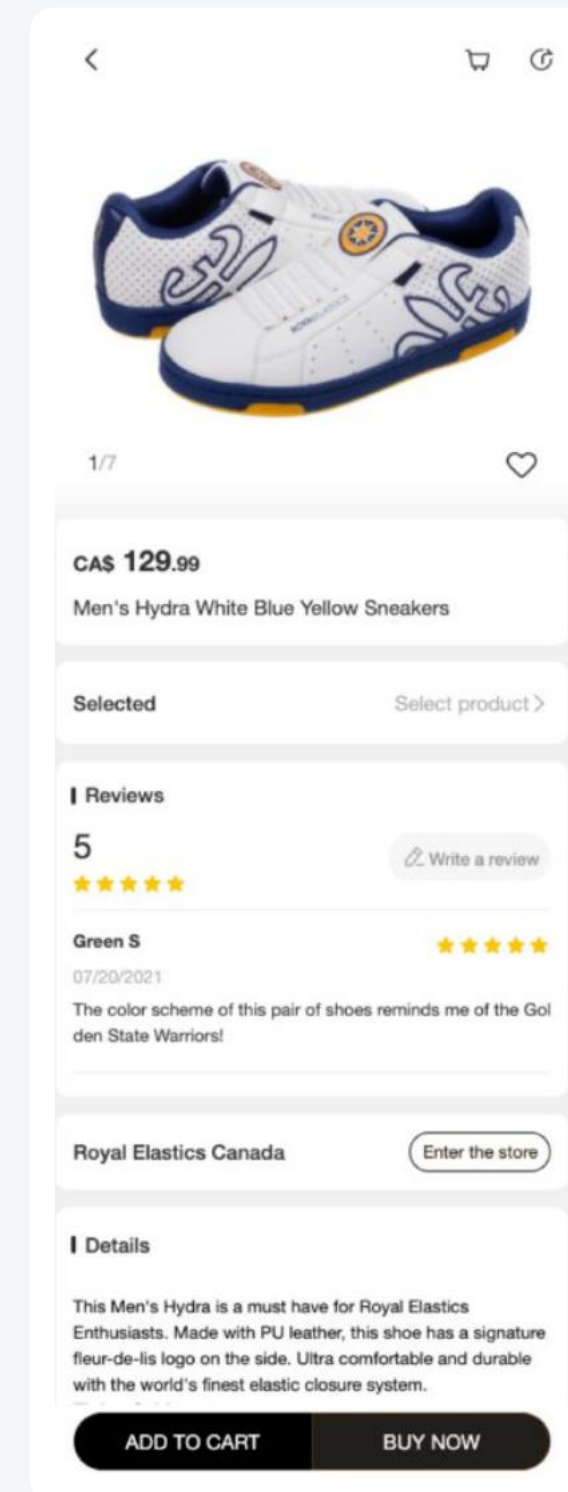 ROYALELASTICS
1/7
CA$ 129.99
Men's Hydra White Blue Yellow Sneakers
Selected
Select product >
Reviews
5
Write a review
Green S
07/20/2021
The color scheme of this pair of shoes reminds me of the Gol
den State Warriors!
Royal Elastics Canada
Enter the store
Details
This Men's Hydra is a must have for Royal Elastics
Enthusiasts. Made with PU leather, this shoe has a signature
fleur-de-lis logo on the side. Ultra comfortable and durable
with the world's finest elastic closure system.
ADD TO CART
BUY NOW